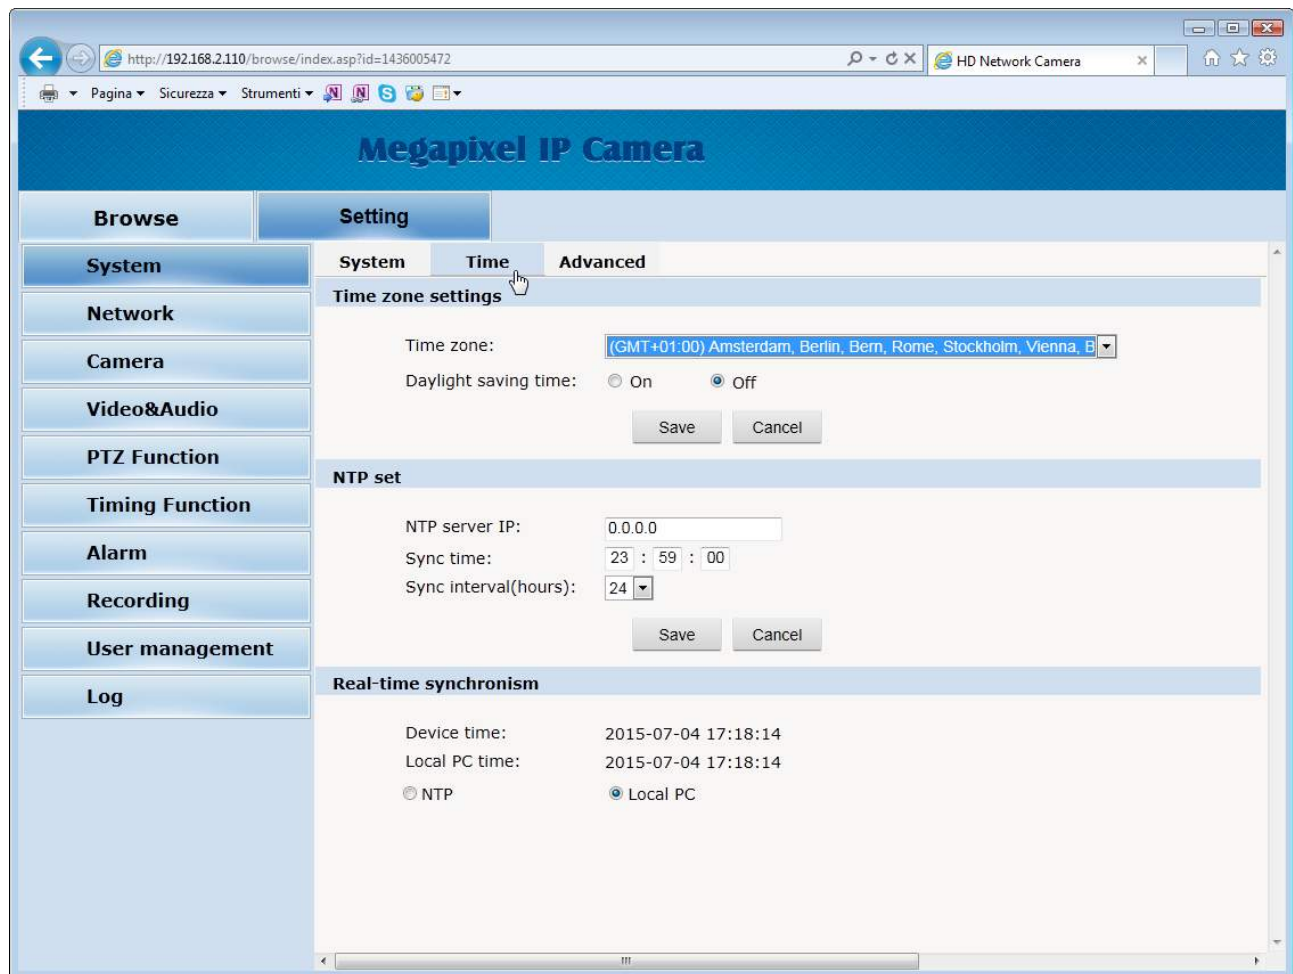 http://192.168.2.110/browse/index.asp?id=1436005472
HD Network Camera
Pagina Sicurezza Strumenti
Megapixel IP Camera
Browse Setting
System
Network
Camera
Video&Audio
PTZ Function
Timing Function
Alarm
Recording
User management
Log
System Time Advanced
Time zone settings
Time zone: (GMT+01:00) Amsterdam, Berlin, Bern, Rome, Stockholm, Vienna, B
Daylight saving time: On Off
Save Cancel
NTP set
NTP server IP: 0.0.0.0
Sync time: 23 : 59 : 00
Sync interval(hours): 24
Save Cancel
Real-time synchronism
Device time: 2015-07-04 17:18:14
Local PC time: 2015-07-04 17:18:14
NTP Local PC